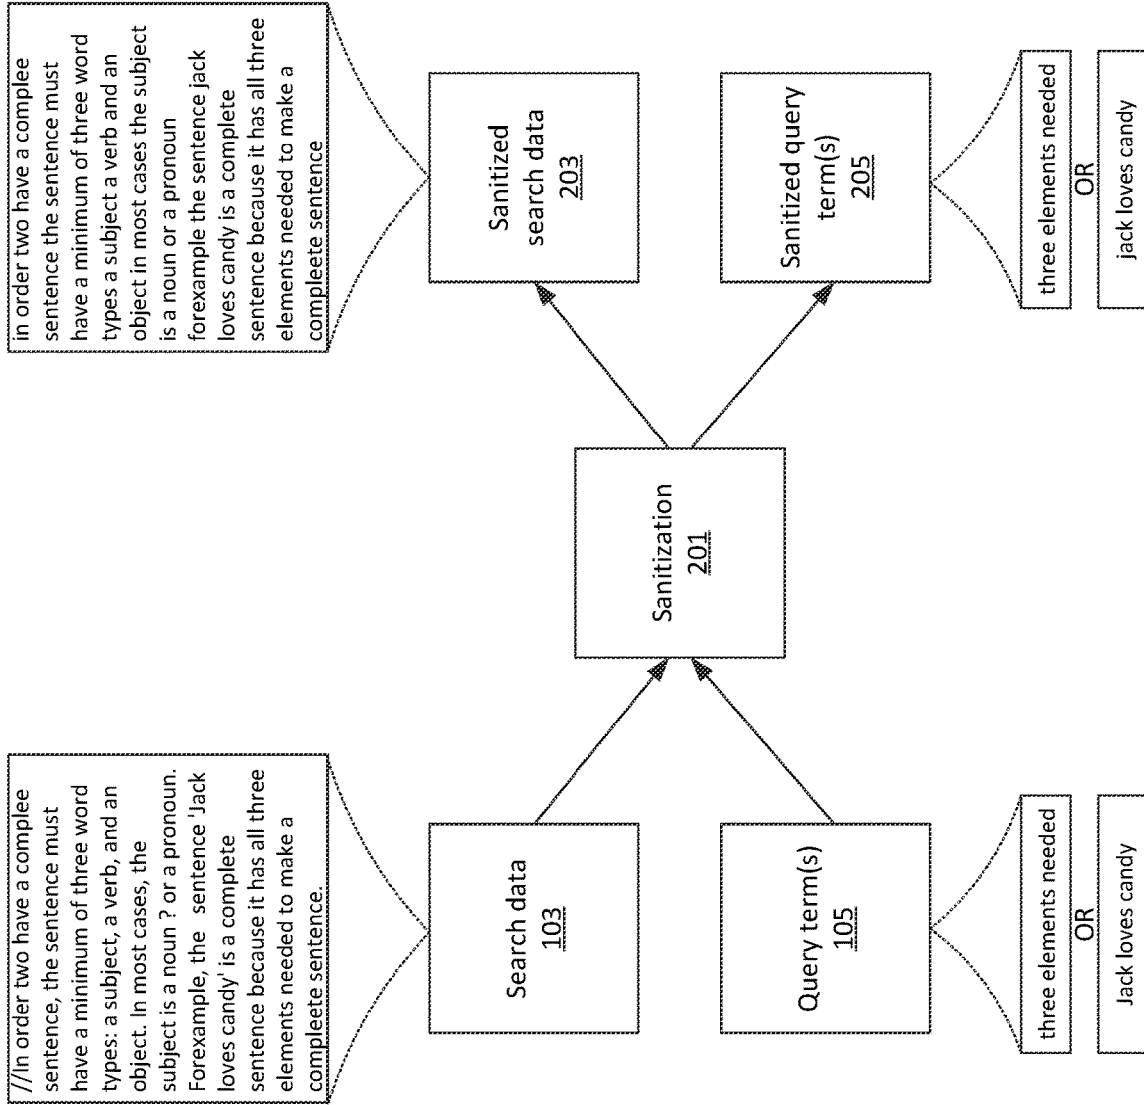 //In order two have a complee
sentence, the sentence must
have a minimum of three word
types: a subject, a verb, and an
object. In most cases, the
subject is a noun ? or a pronoun.
Forexample, the sentence 'Jack
loves candy' is a complete
sentence because it has all three
elements needed to make a
compleete sentence.
Search data
103
Query term(s)
105
three elements needed
OR
Jack loves candy
Sanitization
201
in order two have a complee
sentence the sentence must
have a minimum of three word
types a subject a verb and an
object in most cases the subject
is a noun or a pronoun
forexample the sentence jack
loves candy is a complete
sentence because it has all three
elements needed to make a
compleete sentence
Sanitized
search data
203
Sanitized query
term(s)
205
three elements needed
OR
jack loves candy